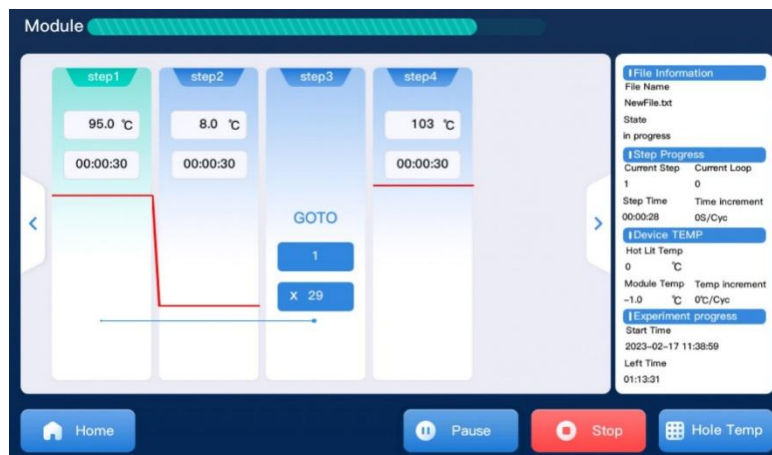 Module
step1
step2
step3
step4
95.0 ℃
8.0 ℃
103 ℃
00:00:30
00:00:30
00:00:30
GOTO
1
X 29
File Information
File Name
NewFile.txt
State
in progress
Step Progress
Current Step Current Loop
1 0
Step Time Time increment
00:00:28 0S/Cyc
Device TEMP
Hot Lit Temp
0 ℃
Module Temp Temp increment
-1.0 ℃ 0℃/Cyc
Experiment progress
Start Time
2023-02-17 11:38:59
Left Time
01:13:31
Home
Pause
Stop
Hole Temp